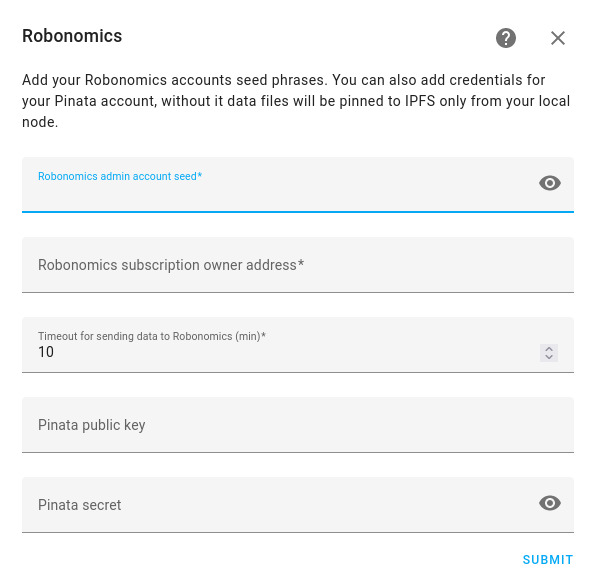 Robonomics
Add your Robonomics accounts seed phrases. You can also add credentials for
your Pinata account, without it data files will be pinned to IPFS only from your local
node.
Robonomics admin account seed*
Robonomics subscription owner address*
Timeout for sending data to Robonomics (min)*
10
Pinata public key
Pinata secret
SUBMIT